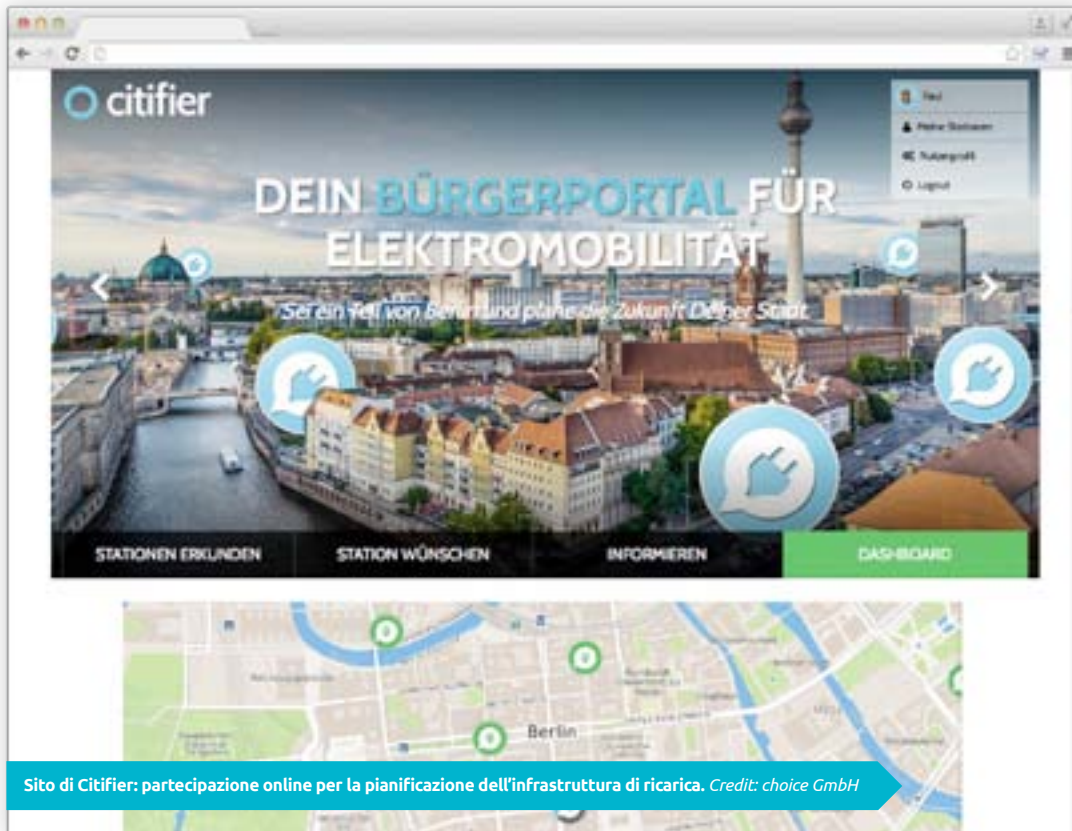 citifier
Paul
Meine Stationen
Nutzerprofil
Logout
DEIN BÜRGERPORTAL FÜR
ELEKTROMOBILITÄT
Sei ein Teil von Berlin und plane die Zukunft Deiner Stadt
STATIONEN ERKUNDEN
STATION WÜNSCHEN
INFORMIEREN
DASHBOARD
Berlin
Sito di Citifier: partecipazione online per la pianificazione dell'infrastruttura di ricarica. Credit: choice GmbH